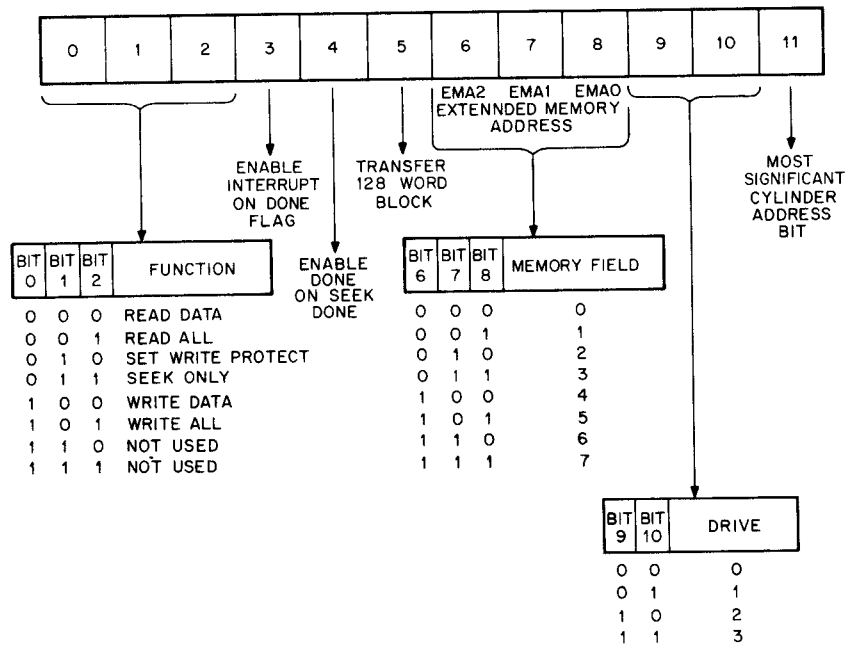 0 1 2 3 4 5 6 7 8 9 10 11
EMA2 EMA1 EMA0
EXTENNDED MEMORY
ADDRESS
ENABLE
INTERRUPT
ON DONE
FLAG
TRANSFER
128 WORD
BLOCK
MOST
SIGNIFICANT
CYLINDER
ADDRESS
BIT
ENABLE
DONE
ON SEEK
DONE
BIT 0 BIT 1 BIT 2 FUNCTION
0 0 0 READ DATA
0 0 1 READ ALL
0 1 0 SET WRITE PROTECT
0 1 1 SEEK ONLY
1 0 0 WRITE DATA
1 0 1 WRITE ALL
1 1 0 NOT USED
1 1 1 NOT USED
BIT 6 BIT 7 BIT 8 MEMORY FIELD
0 0 0 0
0 0 1 1
0 1 0 2
0 1 1 3
1 0 0 4
1 0 1 5
1 1 0 6
1 1 1 7
BIT 9 BIT 10 DRIVE
0 0 0
0 1 1
1 0 2
1 1 3